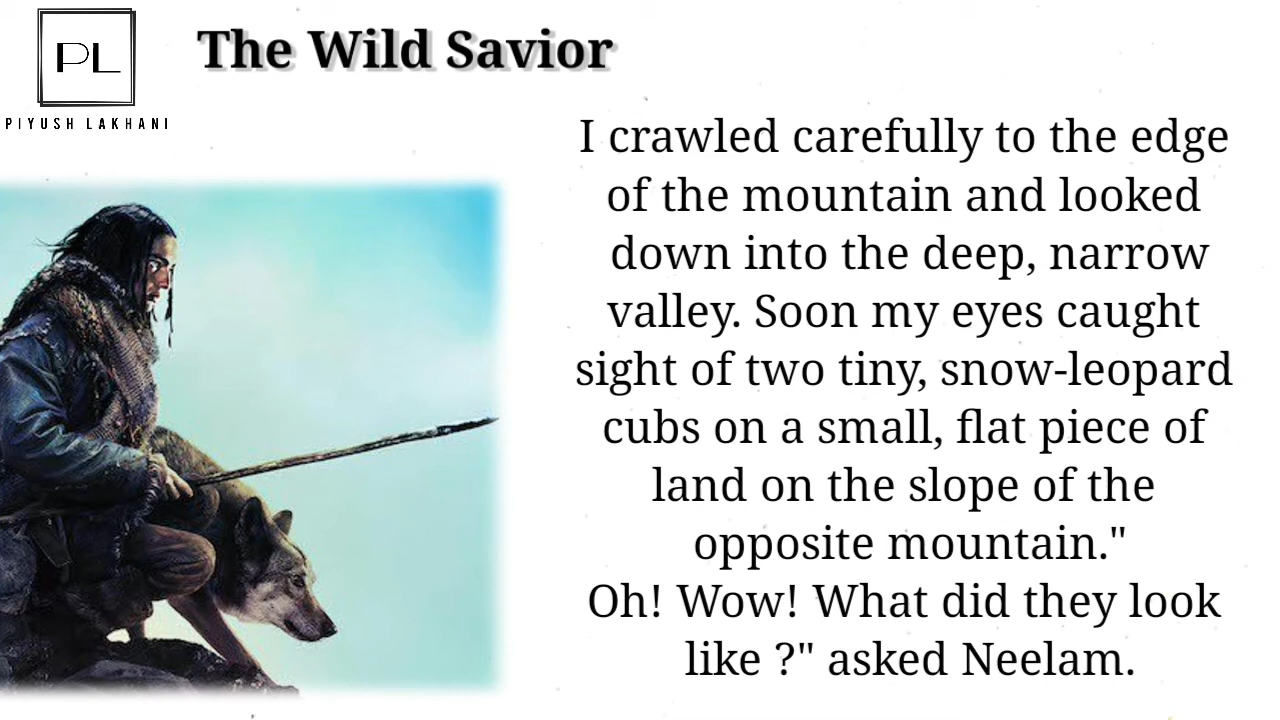 PL
PIYUSH LAKHANI
The Wild Savior
I crawled carefully to the edge
of the mountain and looked
down into the deep, narrow
valley. Soon my eyes caught
sight of two tiny, snow-leopard
cubs on a small, flat piece of
land on the slope of the
opposite mountain."
Oh! Wow! What did they look
like ?" asked Neelam.